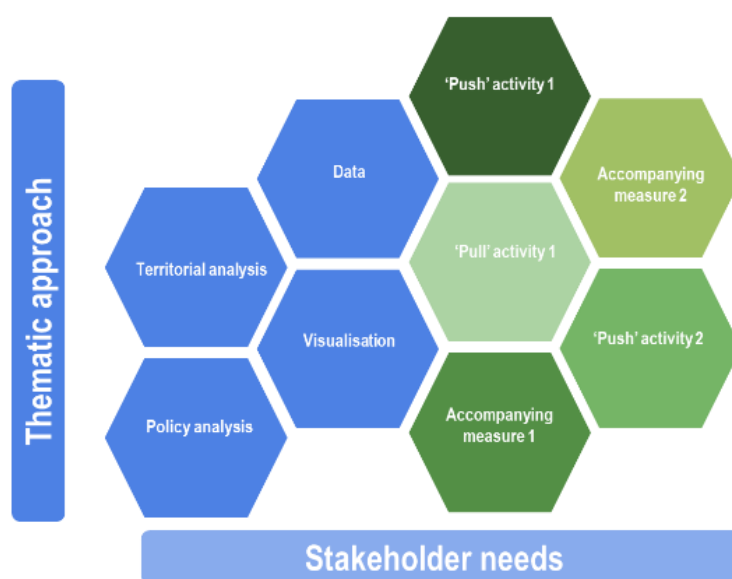 Thematic approach
'Push' activity 1
Data
Accompanying
measure 2
Territorial analysis
'Pull' activity 1
Visualisation
'Push' activity 2
Policy analysis
Accompanying
measure 1
Stakeholder needs